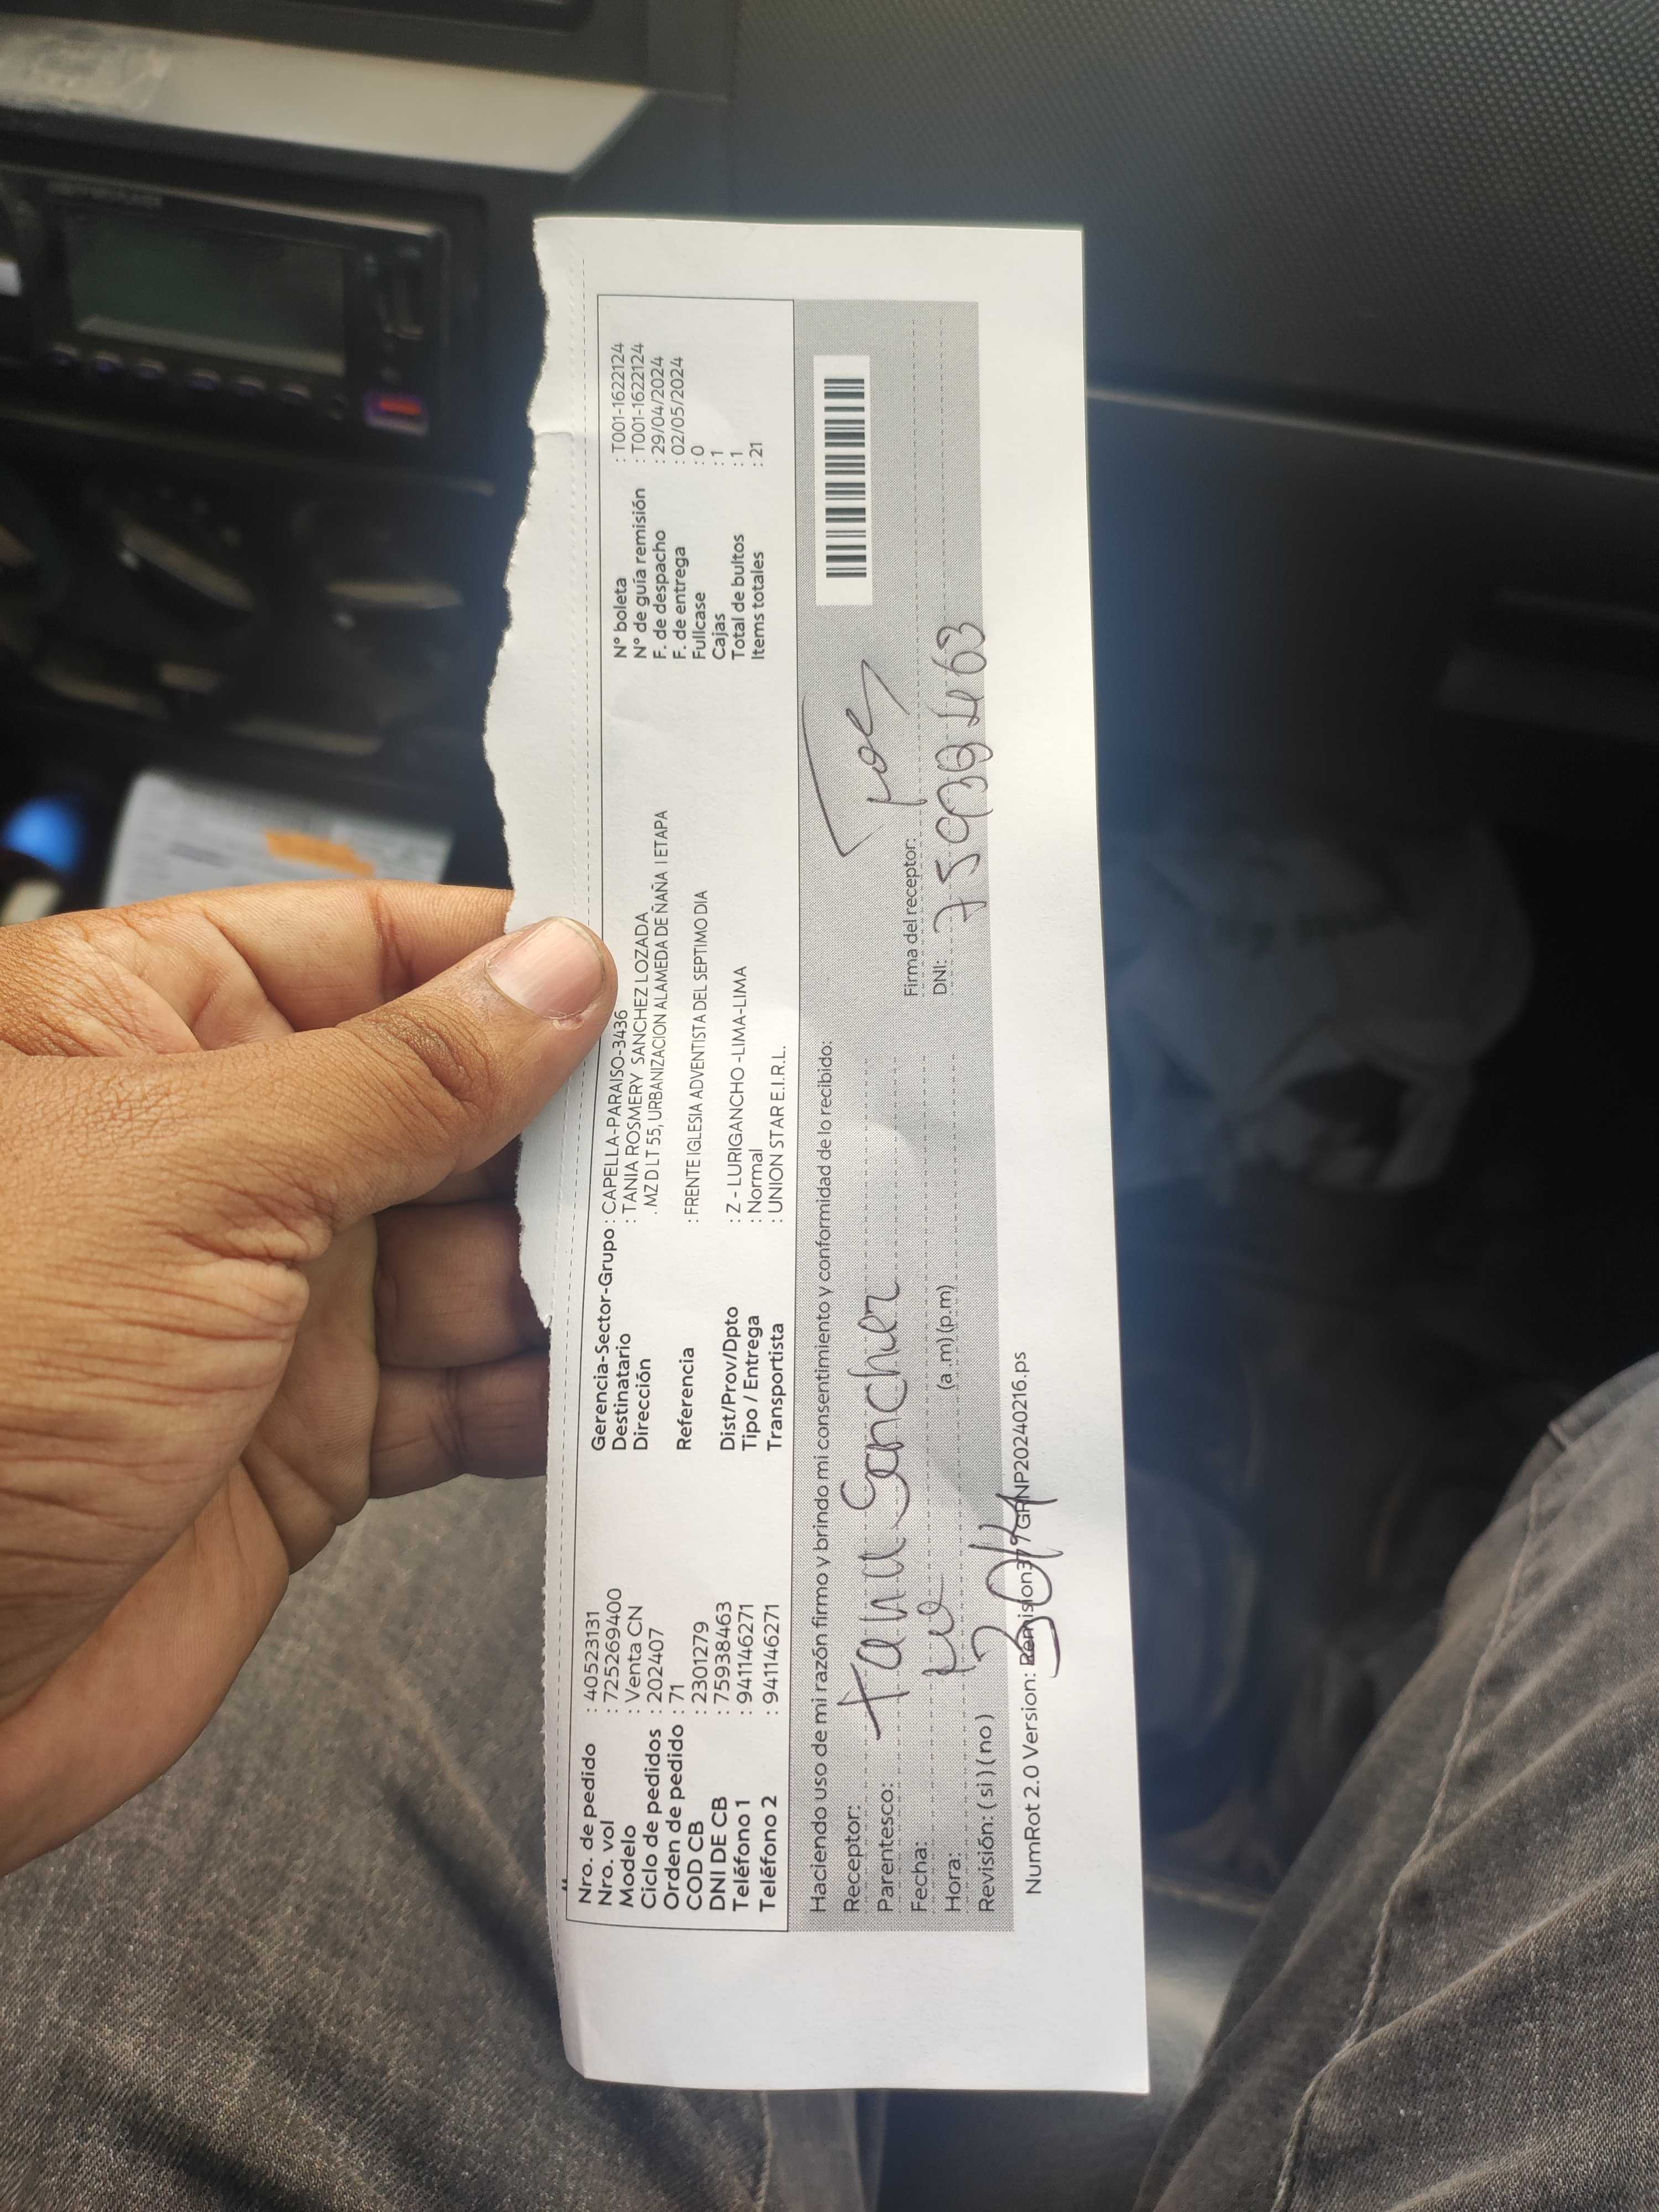 Nro. de pedido : 40523131
Nro. vol : 725269400
Modelo : Venta CN
Ciclo de pedidos : 202407
Orden de pedido : 71
COD CB : 2301279
DNI DE CB : 75938463
Teléfono 1 : 941146271
Teléfono 2 : 941146271
Gerencia-Sector-Grupo : CAPELLA-PARAISO-3436
Destinatario : TANIA ROSMERY SANCHEZ LOZADA
Dirección : MZ D LT 55, URBANIZACION ALAMEDA DE ÑAÑA I ETAPA
Referencia : FRENTE IGLESIA ADVENTISTA DEL SEPTIMO DIA
Dist/Prov/Dpto : Z - LURIGANCHO -LIMA-LIMA
Tipo / Entrega : Normal
Transportista : UNION STAR E.I.R.L.
N° boleta : T001-1622124
N° de guía remisión : T001-1622124
F. de despacho : 29/04/2024
F. de entrega : 02/05/2024
Fullcase : 0
Cajas : 1
Total de bultos : 1
Items totales : 21
Haciendo uso de mi razón firmo y brindo mi consentimiento y conformidad de lo recibido:
Receptor: Tania Sanchez
Parentesco:
Fecha: 30/4
Hora: (a .m) (p.m)
Revisión: ( si ) ( no )
Firma del receptor:
DNI: 75938463
NumRot 2.0 Version: Remision377GRNP20240216.ps